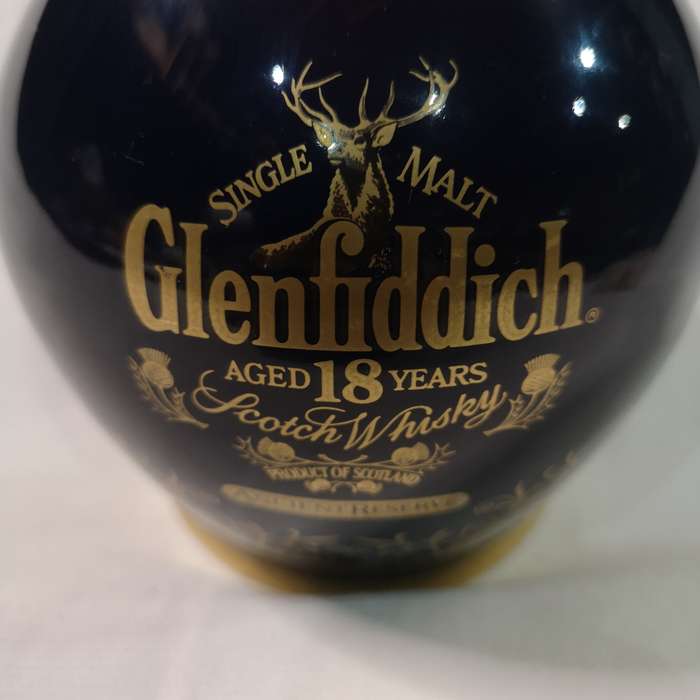 SINGLE MALT
Glenfiddich®
AGED 18 YEARS
Scotch Whisky
PRODUCT OF SCOTLAND
ANCIENT RESERVE